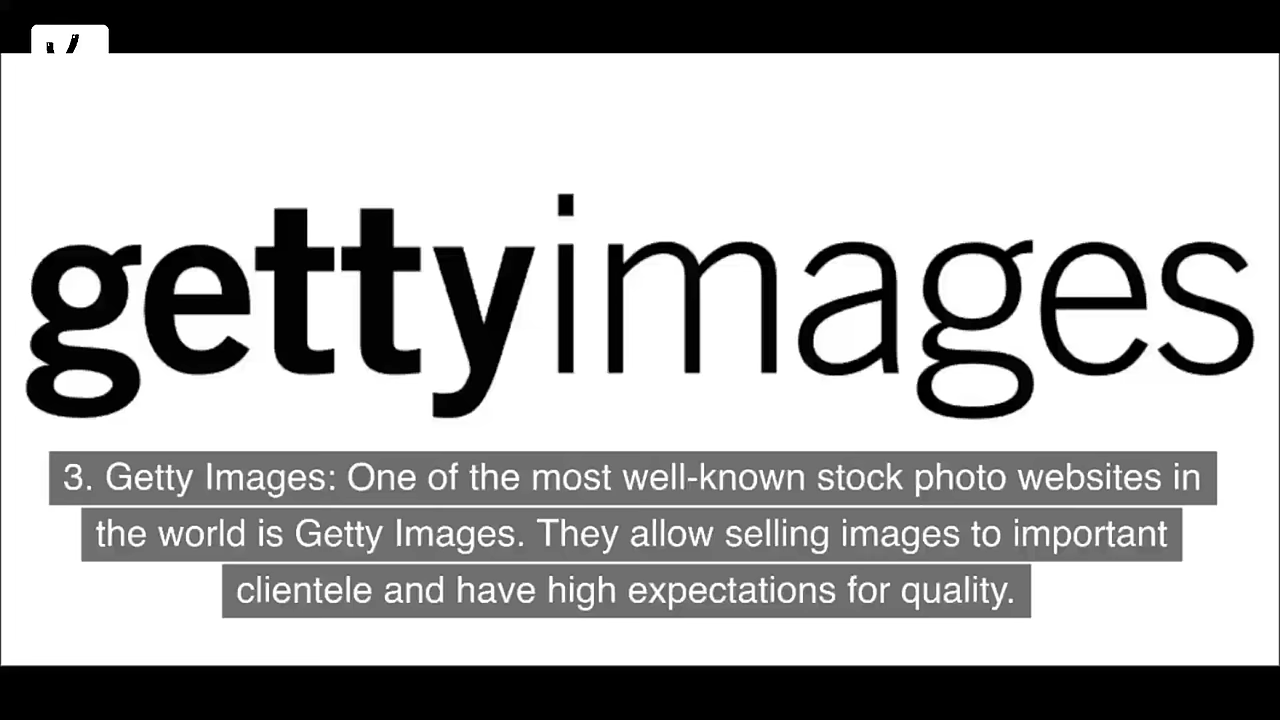 gettyimages
3. Getty Images: One of the most well-known stock photo websites in
the world is Getty Images. They allow selling images to important
clientele and have high expectations for quality.